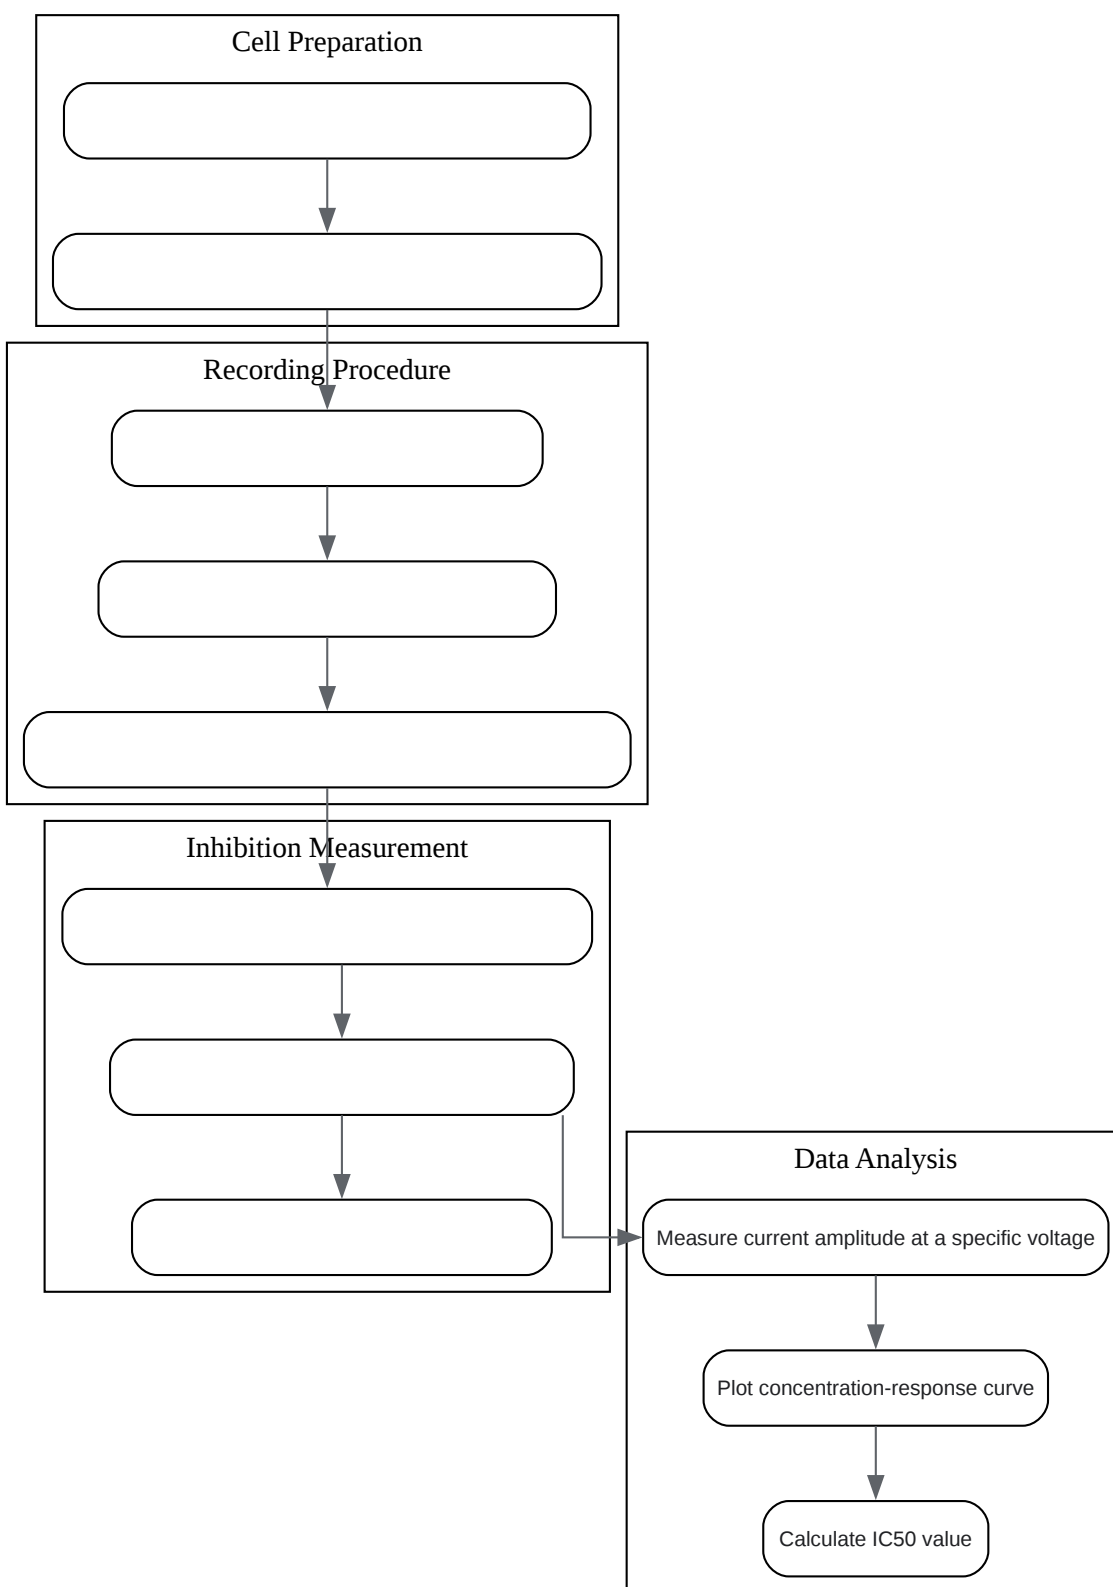 Cell Preparation
Recording Procedure
Inhibition Measurement
Data Analysis
Measure current amplitude at a specific voltage
Plot concentration-response curve
Calculate IC50 value